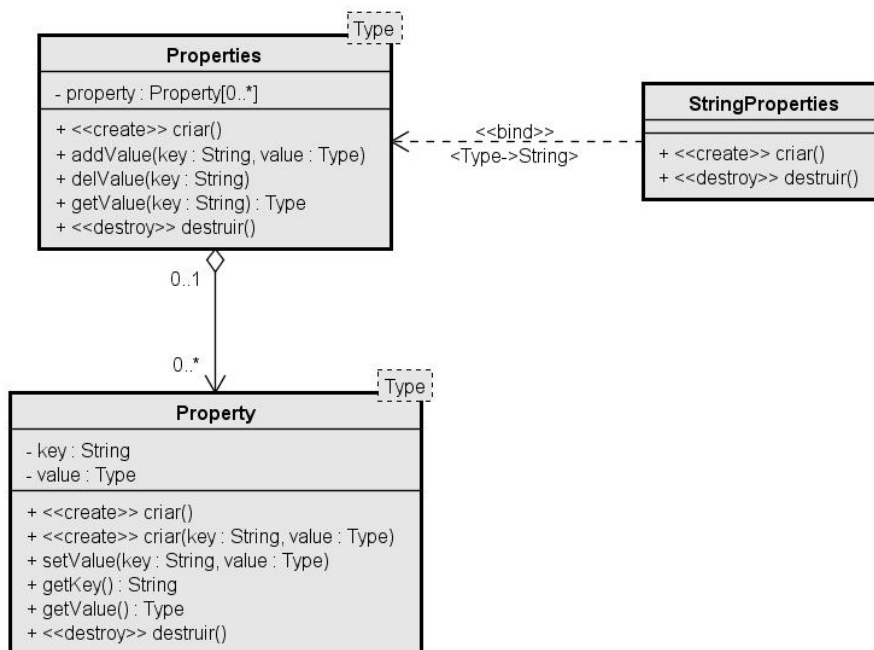 Type
Properties
- property : Property[0..*]
+ <<create>> criar()
+ addValue(key : String, value : Type)
+ delValue(key : String)
+ getValue(key : String) : Type
+ <<destroy>> destruir()
<<bind>>
<Type->String>
StringProperties
+ <<create>> criar()
+ <<destroy>> destruir()
0..1
0..*
Type
Property
- key : String
- value : Type
+ <<create>> criar()
+ <<create>> criar(key : String, value : Type)
+ setValue(key : String, value : Type)
+ getKey() : String
+ getValue() : Type
+ <<destroy>> destruir()